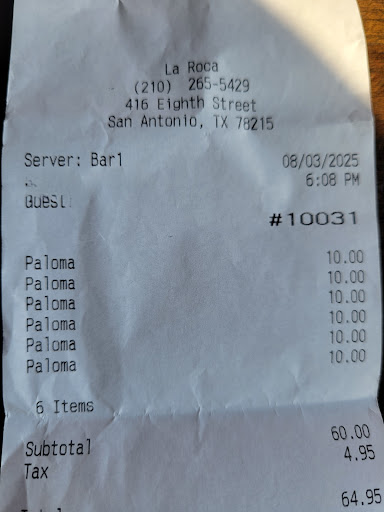 La Roca
(210) 265-5429
416 Eighth Street
San Antonio, TX 78215
Server: Bar1 08/03/2025
6:08 PM
Guest
#10031
Paloma 10.00
Paloma 10.00
Paloma 10.00
Paloma 10.00
Paloma 10.00
Paloma 10.00
6 Items
Subtotal 60.00
Tax 4.95
64.95